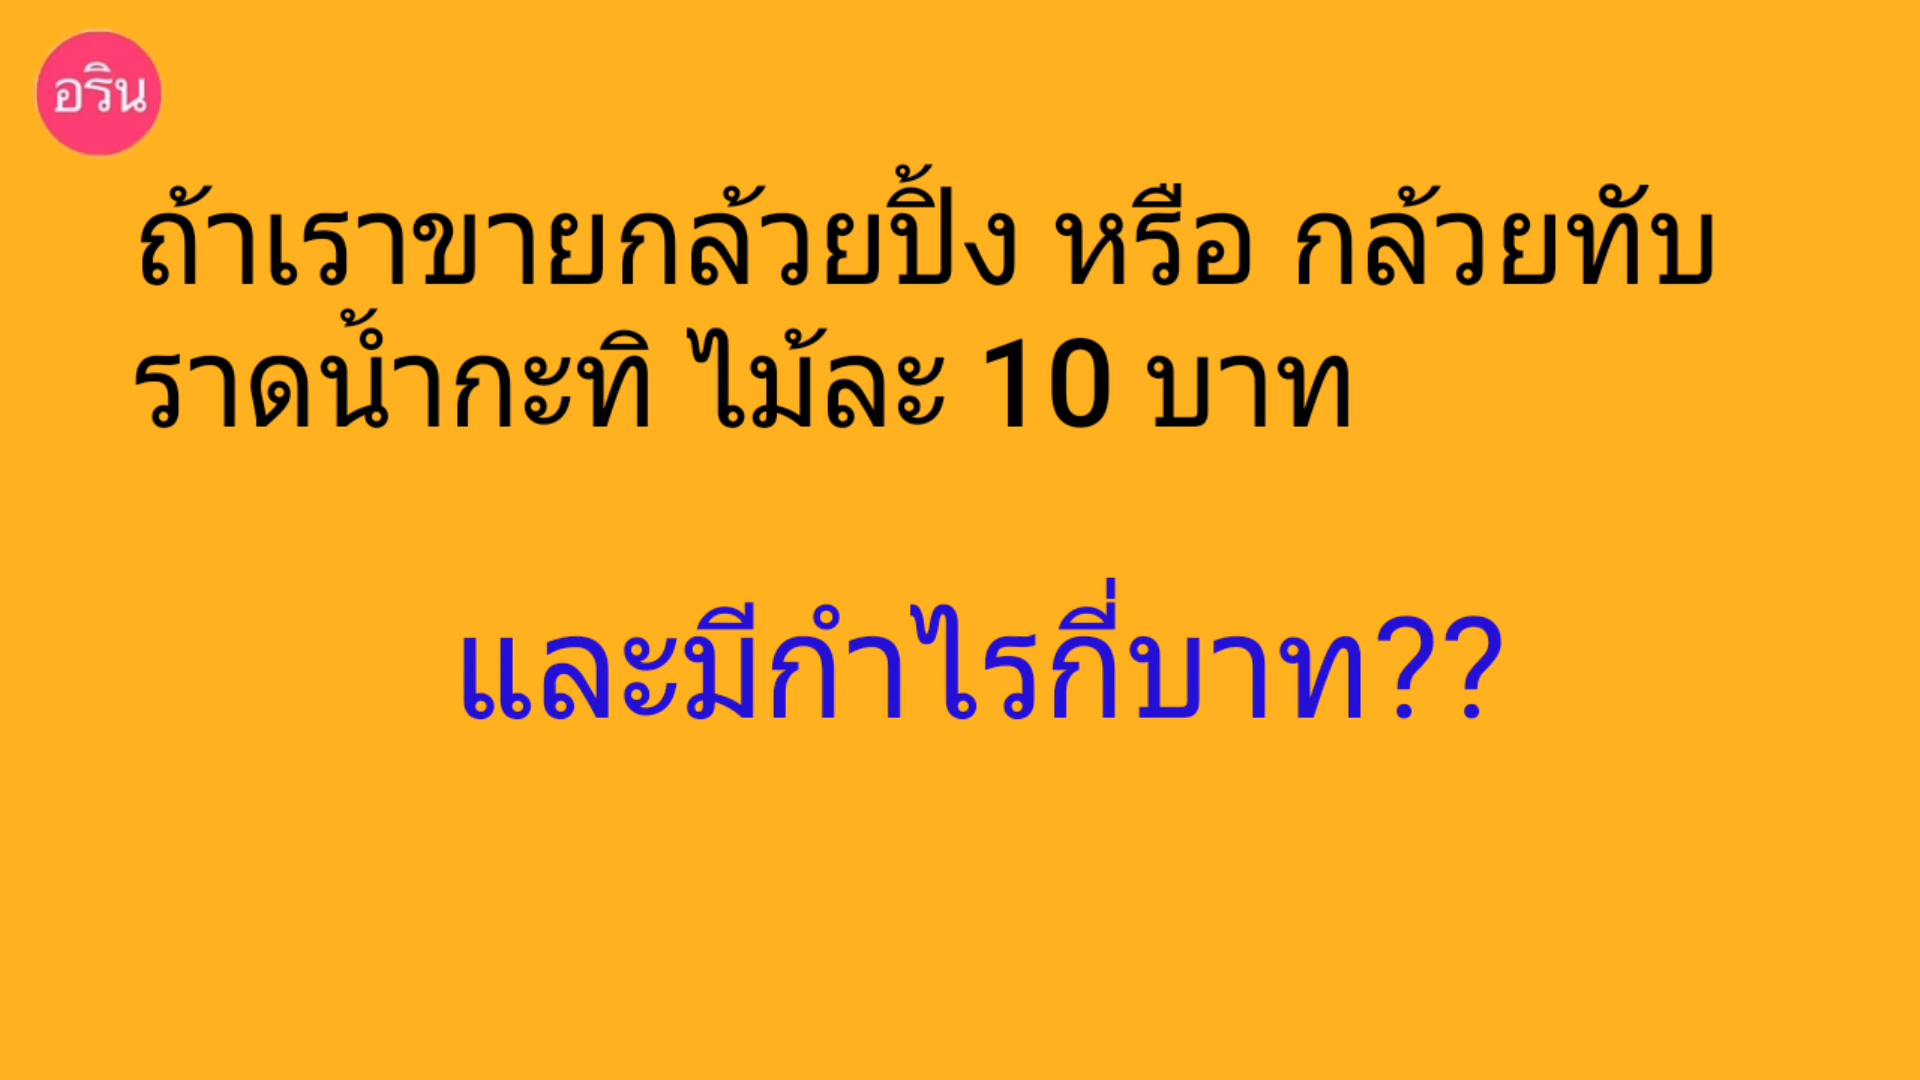 อริน
ถ้าเราขายกล้วยปิ้ง หรือ กล้วยทับ
ราดน้ำกะทิ ไม้ละ 10 บาท
และมีกำไรกี่บาท??